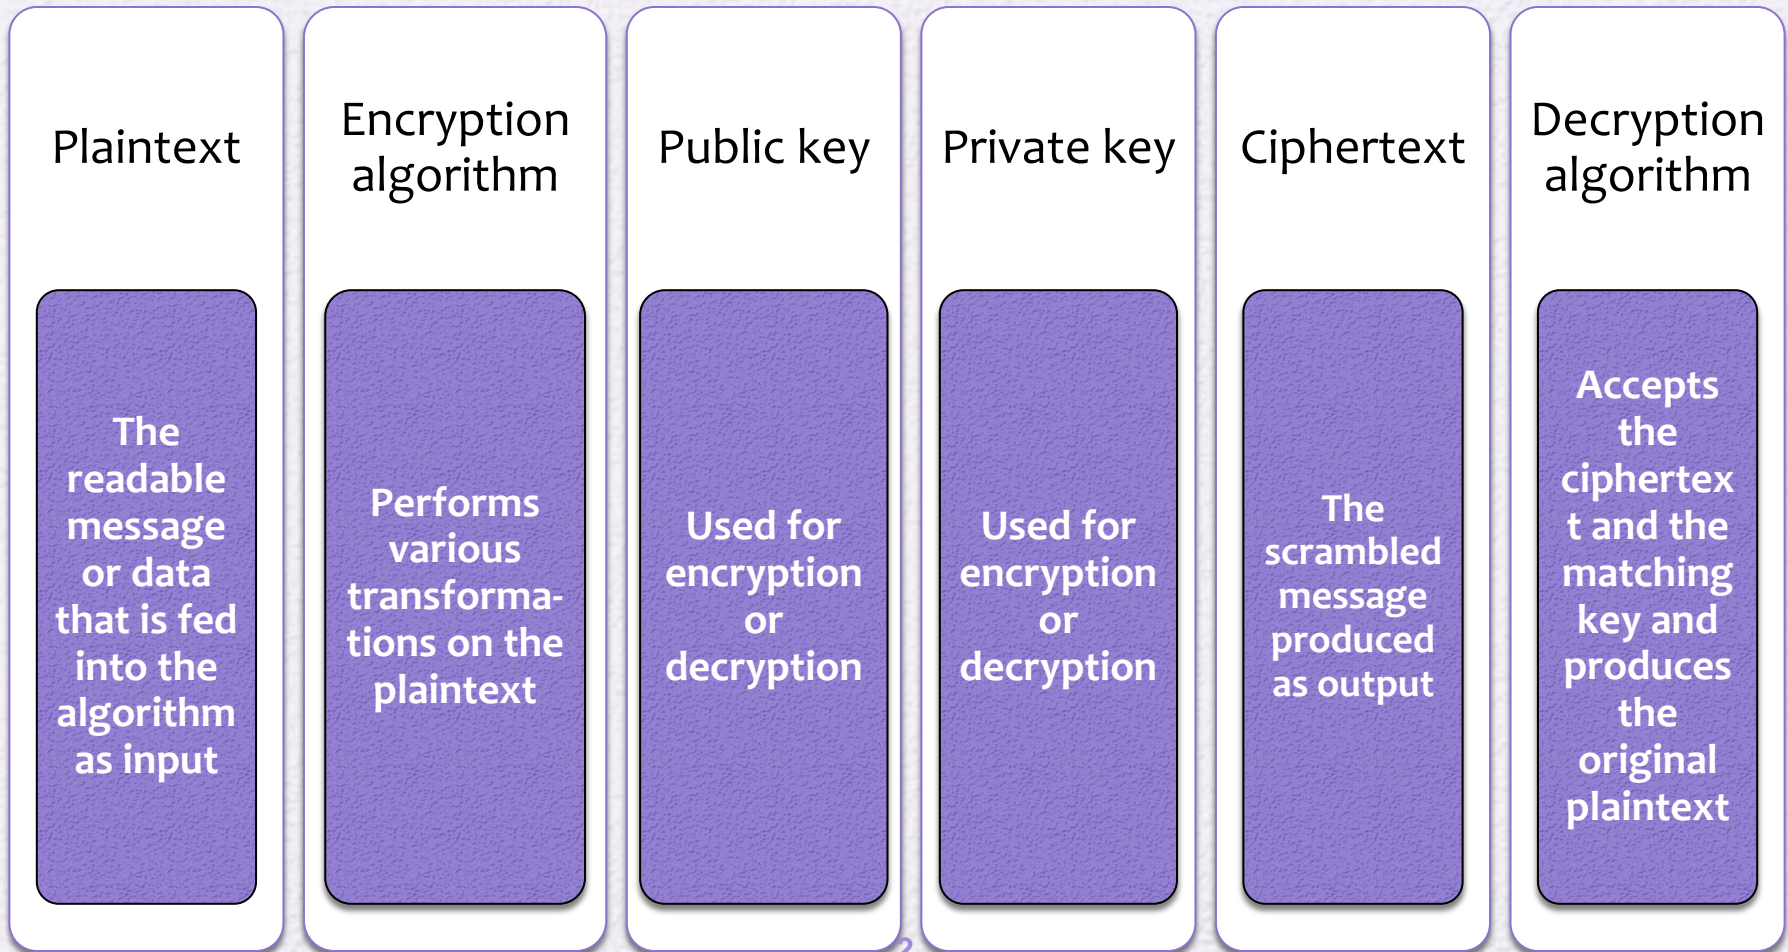 Plaintext
The
readable
message
or data
that is fed
into the
algorithm
as input
Encryption
algorithm
Performs
various
transforma-
tions on the
plaintext
Public key
Used for
encryption
or
decryption
Private key
Used for
encryption
or
decryption
Ciphertext
The
scrambled
message
produced
as output
Decryption
algorithm
Accepts
the
ciphertex
t and the
matching
key and
produces
the
original
plaintext